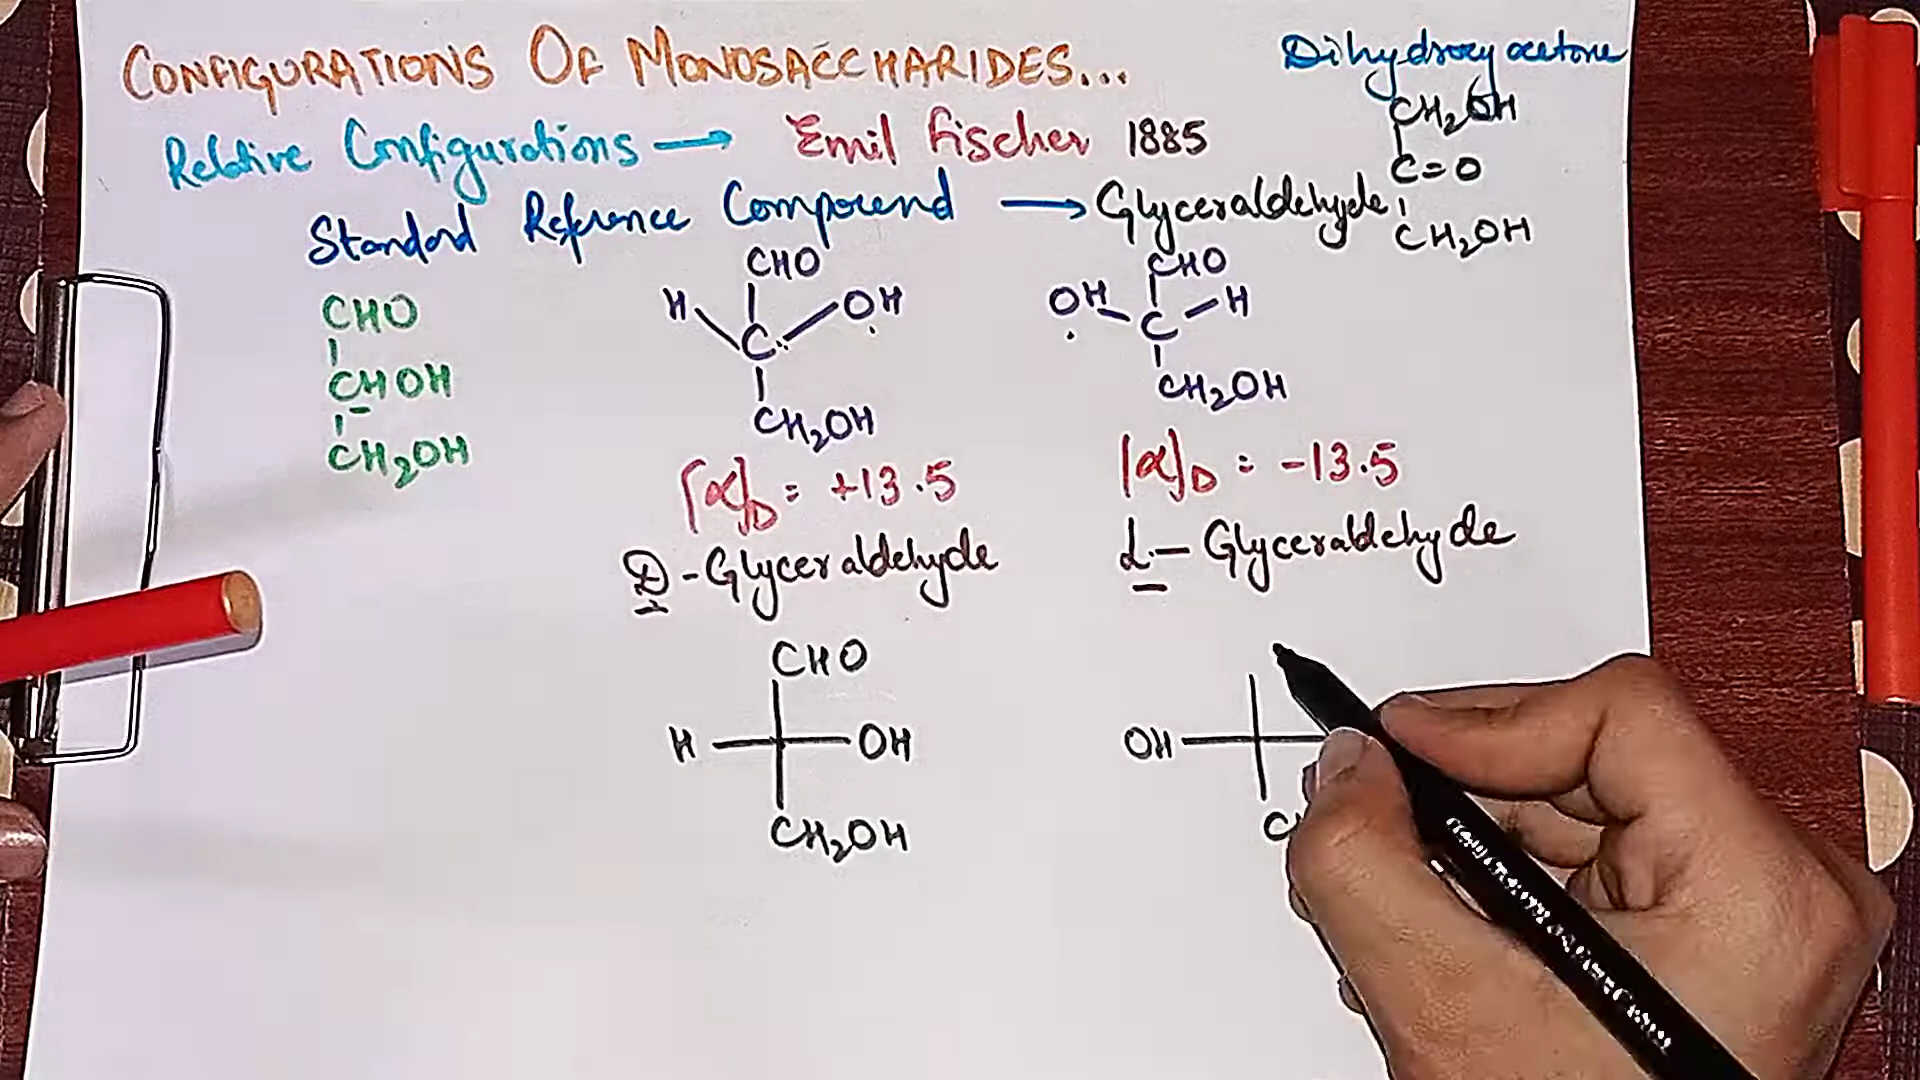 CONFIGURATIONS OF MONOSACCHARIDES...
Dihydroxy acetone
CH₂OH
C=O
CH₂OH
Relative Configurations → Emil Fischer 1885
Standard Reference Compound → Glyceraldehyde
CHO
CHOH
CH₂OH
CHO
H C OH
CH₂OH
[α]D = +13.5
D-Glyceraldehyde
CHO
H OH
CH₂OH
CHO
OH C H
CH₂OH
[α]D = -13.5
L-Glyceraldehyde
OH
C